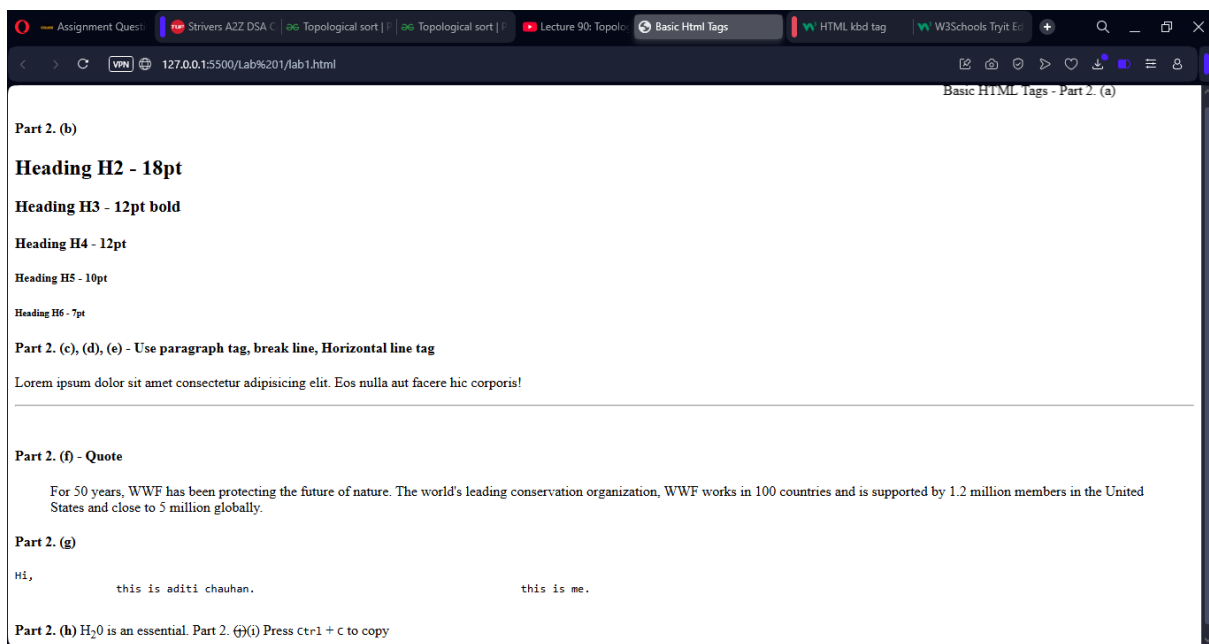 Assignment Questi
TUF Strivers A2Z DSA C
Topological sort | P
Topological sort | P
Lecture 90: Topolo
Basic Html Tags
HTML kbd tag
W3Schools Tryit Ed
VPN 127.0.0.1:5500/Lab%201/lab1.html
Basic HTML Tags - Part 2. (a)
Part 2. (b)
Heading H2 - 18pt
Heading H3 - 12pt bold
Heading H4 - 12pt
Heading H5 - 10pt
Heading H6 - 7pt
Part 2. (c), (d), (e) - Use paragraph tag, break line, Horizontal line tag
Lorem ipsum dolor sit amet consectetur adipisicing elit. Eos nulla aut facere hic corporis!
Part 2. (f) - Quote
For 50 years, WWF has been protecting the future of nature. The world's leading conservation organization, WWF works in 100 countries and is supported by 1.2 million members in the United
States and close to 5 million globally.
Part 2. (g)
Hi,
this is aditi chauhan. this is me.
Part 2. (h) H₂0 is an essential. Part 2. (j)(i) Press Ctrl + C to copy